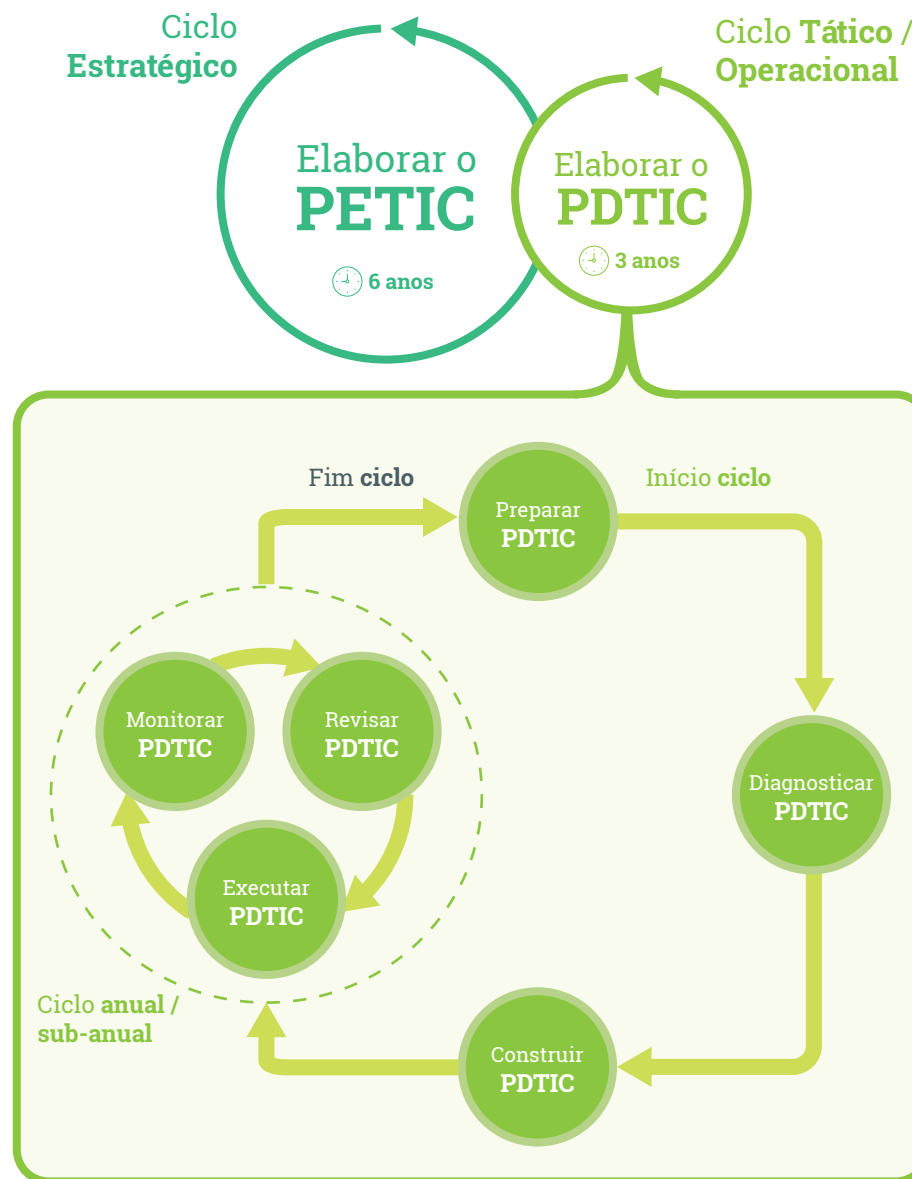 Ciclo
Estratégico
Ciclo Tático /
Operacional
Elaborar o
PETIC
6 anos
Elaborar o
PDTIC
3 anos
Fim ciclo
Início ciclo
Preparar
PDTIC
Monitorar
PDTIC
Revisar
PDTIC
Diagnosticar
PDTIC
Executar
PDTIC
Ciclo anual /
sub-anual
Construir
PDTIC